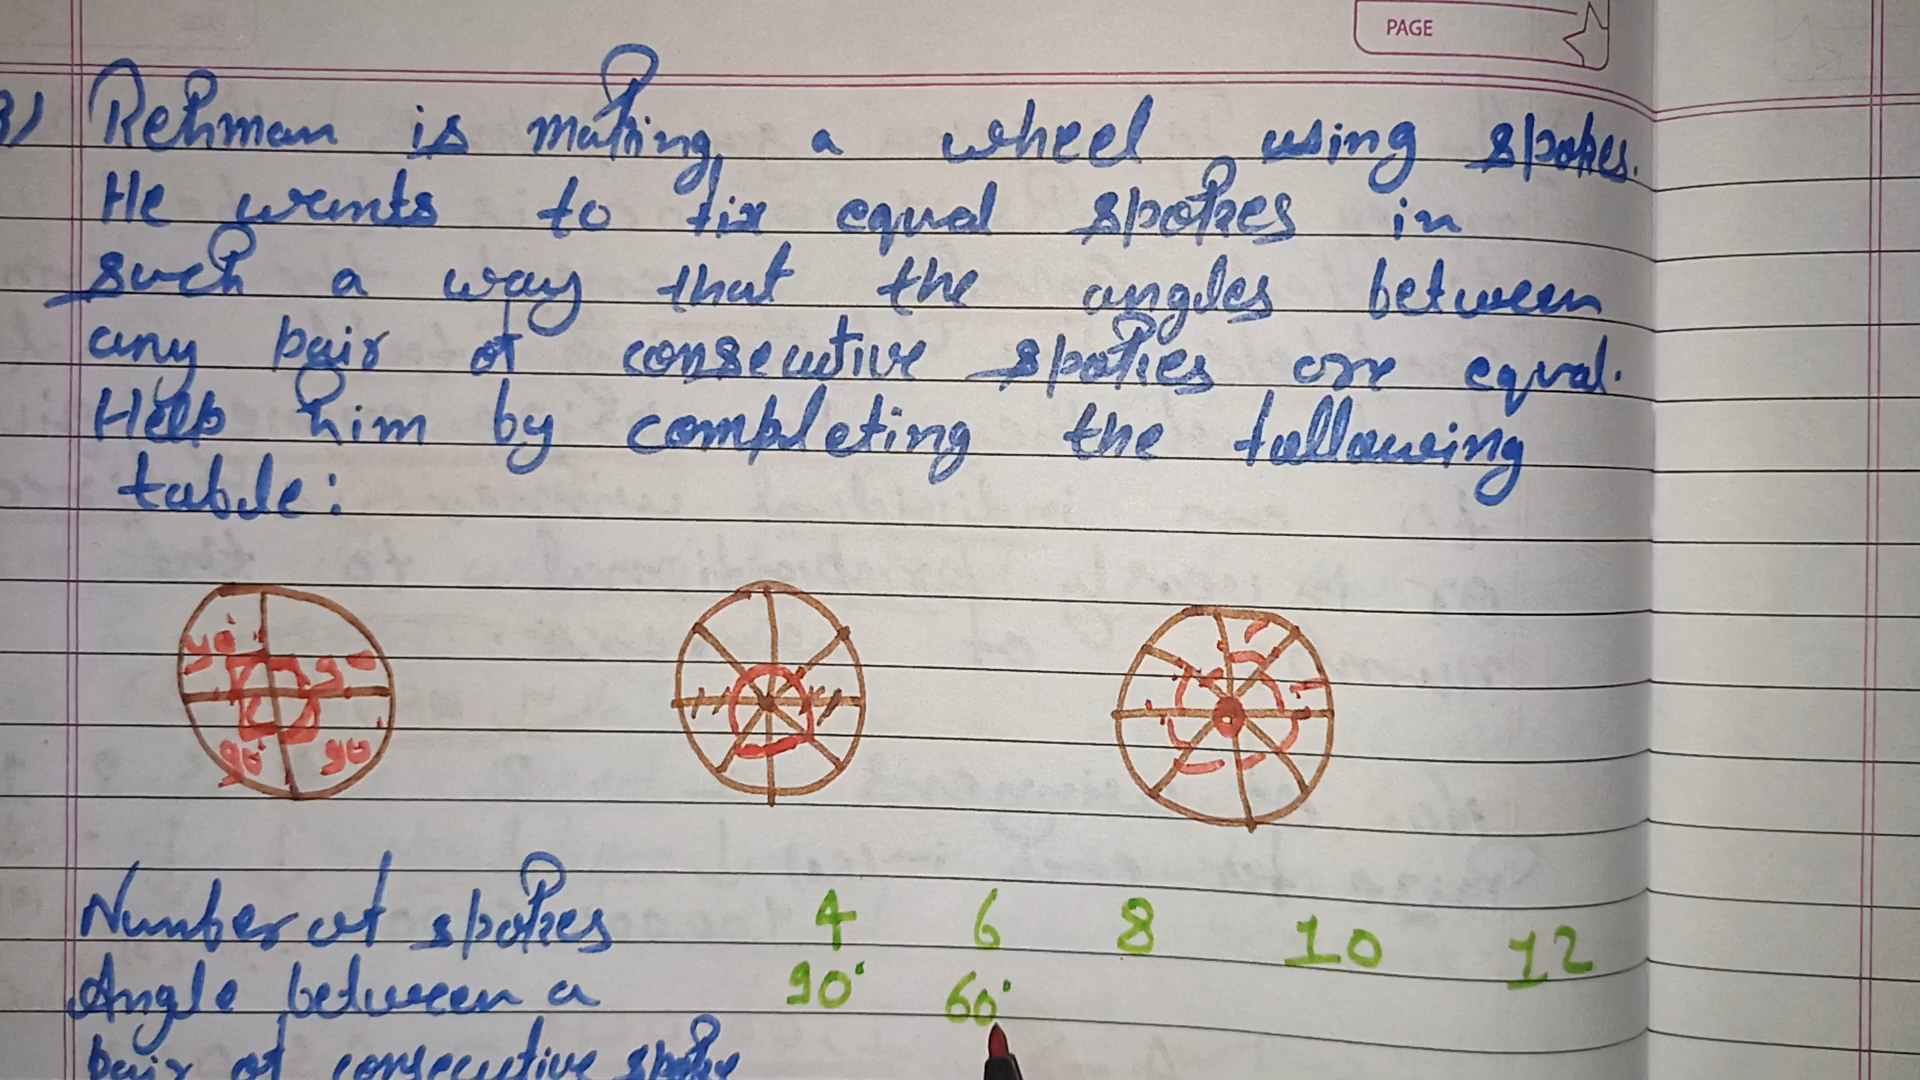 PAGE
3) Rehman is making a wheel using spokes.
He wants to fix equal spokes in
such a way that the angles between
any pair of consecutive spokes are equal.
Help him by completing the following
table:
90° 90°
90° 90
Number of spokes 4 6 8 10 12
Angle between a 90° 60°
pair of consecutive spoke